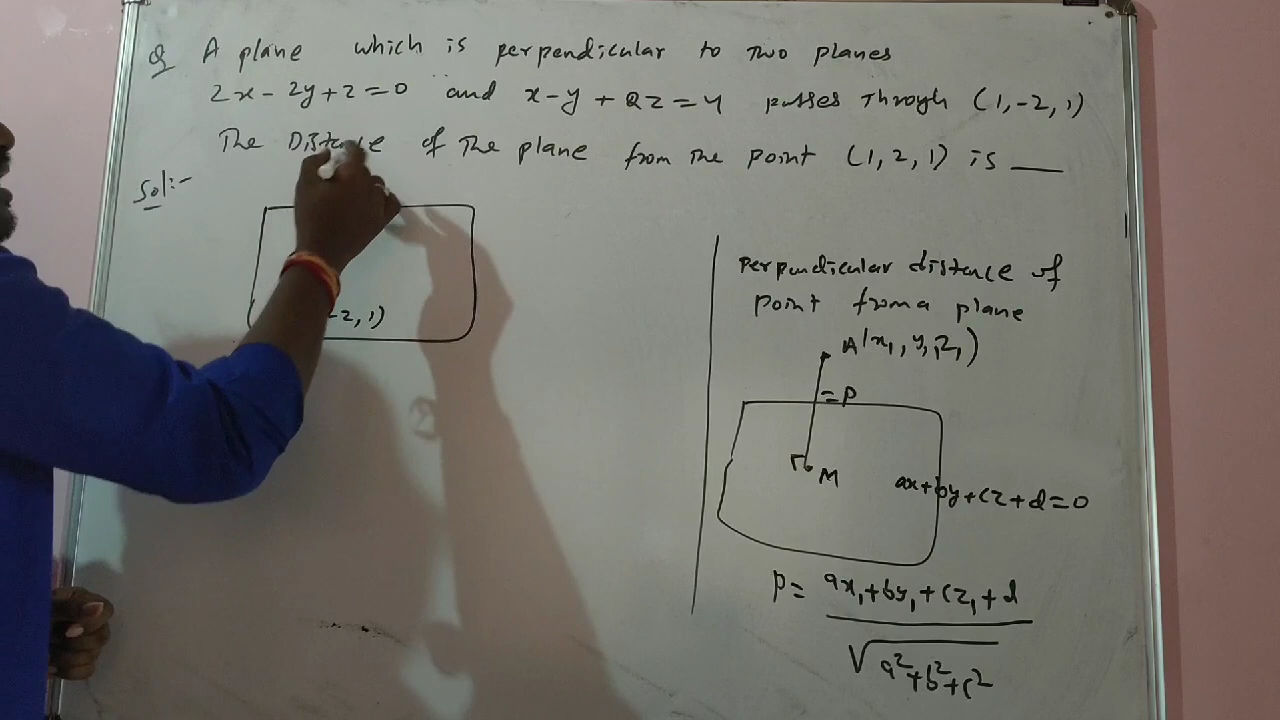 Q A plane which is perpendicular to two planes
2x - 2y + z = 0 and x - y + 2z = 4 passes through (1, -2, 1)
The Distance of the plane from the point (1, 2, 1) is ___
Sol:-
-2, 1)
perpendicular distance of
point from a plane
A(x₁, y₁, z₁)
= P
M
ax + by + cz + d = 0
P = ax₁ + by₁ + cz₁ + d
√a² + b² + c²